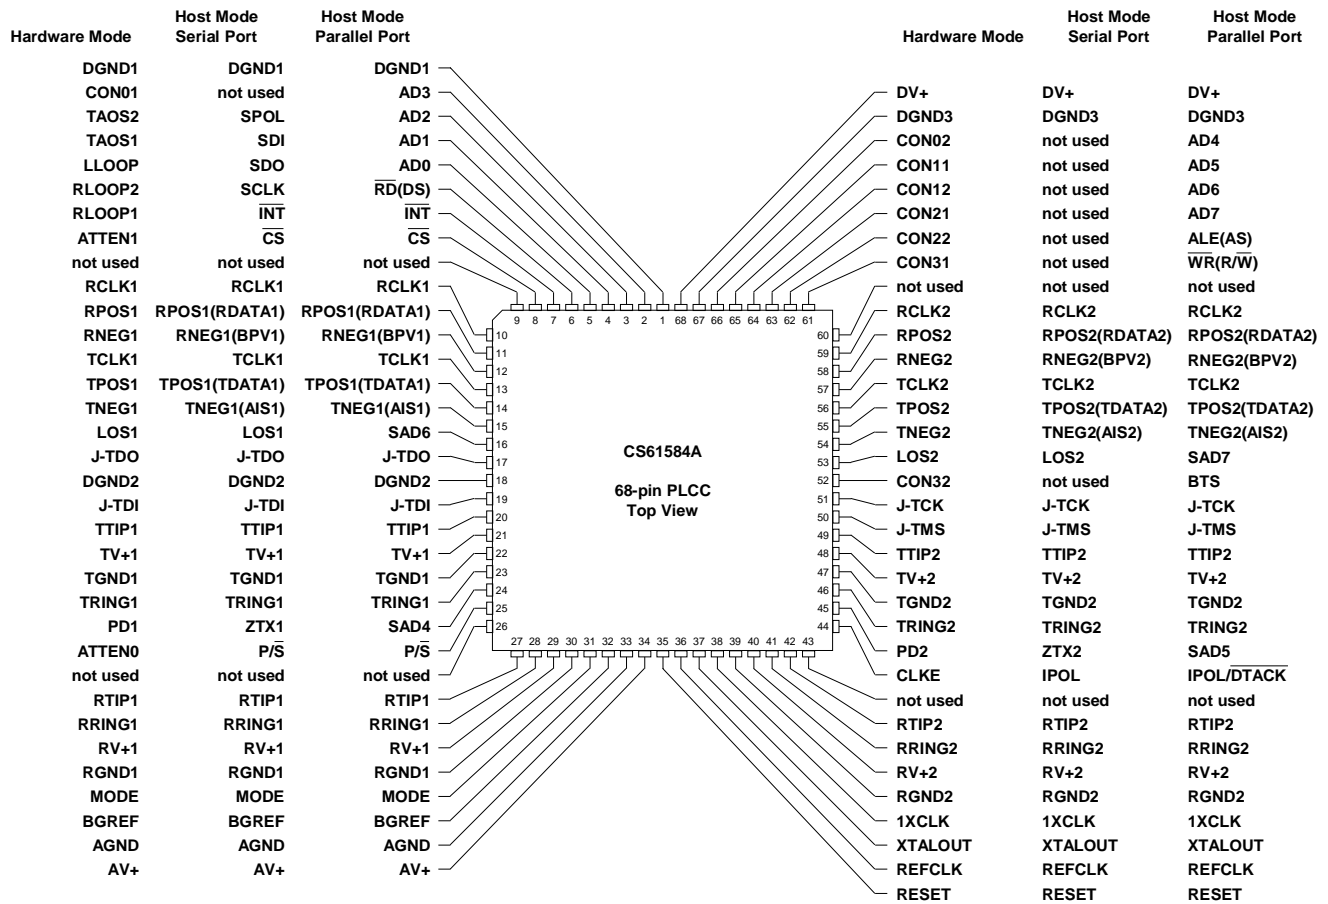 Hardware Mode Host Mode Serial Port Host Mode Parallel Port
DGND1 DGND1 DGND1
CON01 not used AD3
TAOS2 SPOL AD2
TAOS1 SDI AD1
LLOOP SDO AD0
RLOOP2 SCLK R̅D̅(DS)
RLOOP1 I̅N̅T̅ I̅N̅T̅
ATTEN1 C̅S̅ C̅S̅
not used not used not used
RCLK1 RCLK1 RCLK1
RPOS1 RPOS1(RDATA1) RPOS1(RDATA1)
RNEG1 RNEG1(BPV1) RNEG1(BPV1)
TCLK1 TCLK1 TCLK1
TPOS1 TPOS1(TDATA1) TPOS1(TDATA1)
TNEG1 TNEG1(AIS1) TNEG1(AIS1)
LOS1 LOS1 SAD6
J-TDO J-TDO J-TDO
DGND2 DGND2 DGND2
J-TDI J-TDI J-TDI
TTIP1 TTIP1 TTIP1
TV+1 TV+1 TV+1
TGND1 TGND1 TGND1
TRING1 TRING1 TRING1
PD1 ZTX1 SAD4
ATTEN0 P/S̅ P/S̅
not used not used not used
RTIP1 RTIP1 RTIP1
RRING1 RRING1 RRING1
RV+1 RV+1 RV+1
RGND1 RGND1 RGND1
MODE MODE MODE
BGREF BGREF BGREF
AGND AGND AGND
AV+ AV+ AV+
9 8 7 6 5 4 3 2 1 68 67 66 65 64 63 62 61
10
11
12
13
14
15
16
17
18
19
20
21
22
23
24
25
26
CS61584A
68-pin PLCC
Top View
60
59
58
57
56
55
54
53
52
51
50
49
48
47
46
45
44
27 28 29 30 31 32 33 34 35 36 37 38 39 40 41 42 43
Hardware Mode Host Mode Serial Port Host Mode Parallel Port
DV+ DV+ DV+
DGND3 DGND3 DGND3
CON02 not used AD4
CON11 not used AD5
CON12 not used AD6
CON21 not used AD7
CON22 not used ALE(AS)
CON31 not used W̅R̅(R/W̅)
not used not used not used
RCLK2 RCLK2 RCLK2
RPOS2 RPOS2(RDATA2) RPOS2(RDATA2)
RNEG2 RNEG2(BPV2) RNEG2(BPV2)
TCLK2 TCLK2 TCLK2
TPOS2 TPOS2(TDATA2) TPOS2(TDATA2)
TNEG2 TNEG2(AIS2) TNEG2(AIS2)
LOS2 LOS2 SAD7
CON32 not used BTS
J-TCK J-TCK J-TCK
J-TMS J-TMS J-TMS
TTIP2 TTIP2 TTIP2
TV+2 TV+2 TV+2
TGND2 TGND2 TGND2
TRING2 TRING2 TRING2
PD2 ZTX2 SAD5
CLKE IPOL IPOL/D̅T̅A̅C̅K̅
not used not used not used
RTIP2 RTIP2 RTIP2
RRING2 RRING2 RRING2
RV+2 RV+2 RV+2
RGND2 RGND2 RGND2
1XCLK 1XCLK 1XCLK
XTALOUT XTALOUT XTALOUT
REFCLK REFCLK REFCLK
RESET RESET RESET